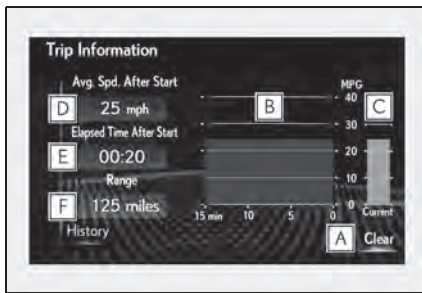 Trip Information
Avg. Spd. After Start
MPG
D
25 mph
40
B
C
30
Elapsed Time After Start
E
00:20
20
Range
10
F
125 miles
0
15 min 10 5 0
Current
History
A
Clear